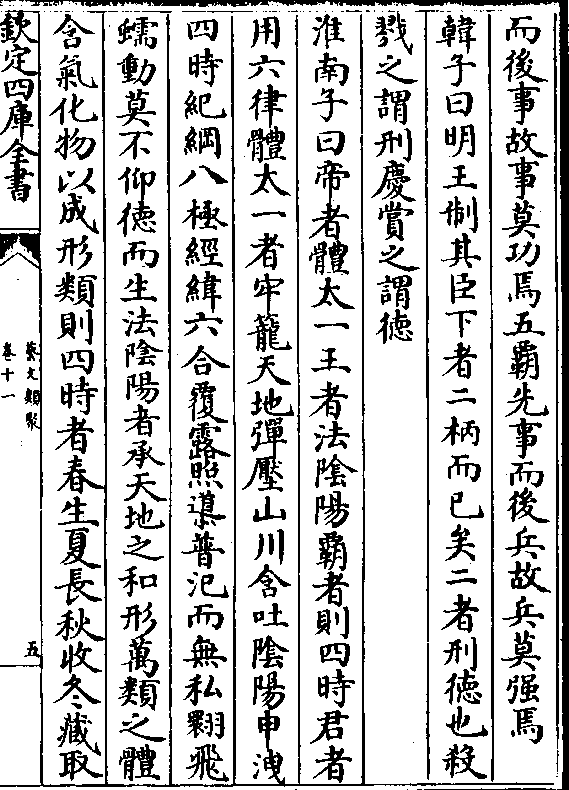 而後事故事莫功焉五霸先事而後兵故兵莫强焉
韓子曰明王制其臣下者二柄而已矣二者刑徳也殺
戮之謂刑慶賞之謂徳
淮南子曰帝者體太一王者法陰陽霸者則四時君者
用六律體太一者牢籠天地彈壓山川含吐陰陽申洩
四時紀綱八極經緯六合覆露照導普汜而無私翾飛
蠕動莫不仰徳而生法陰陽者承天地之和形萬類之體
含氣化物以成形類則四時者春生夏長秋收冬藏取
欽定四庫全書
藝文類聚
卷十一
五